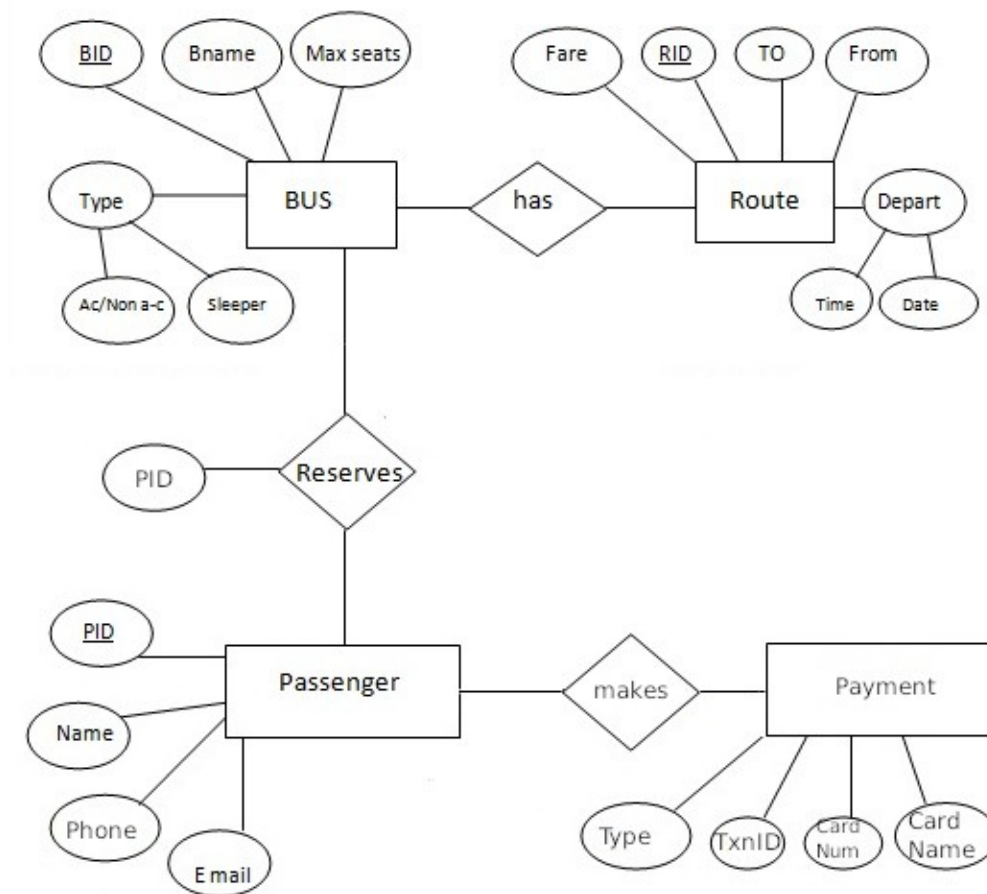 BID
Bname
Max seats
Fare
RID
TO
From
Type
BUS
has
Route
Depart
Ac/Non a-c
Sleeper
Time
Date
PID
Reserves
PID
Passenger
makes
Payment
Name
Phone
E mail
Type
TxnID
Card
Num
Card
Name